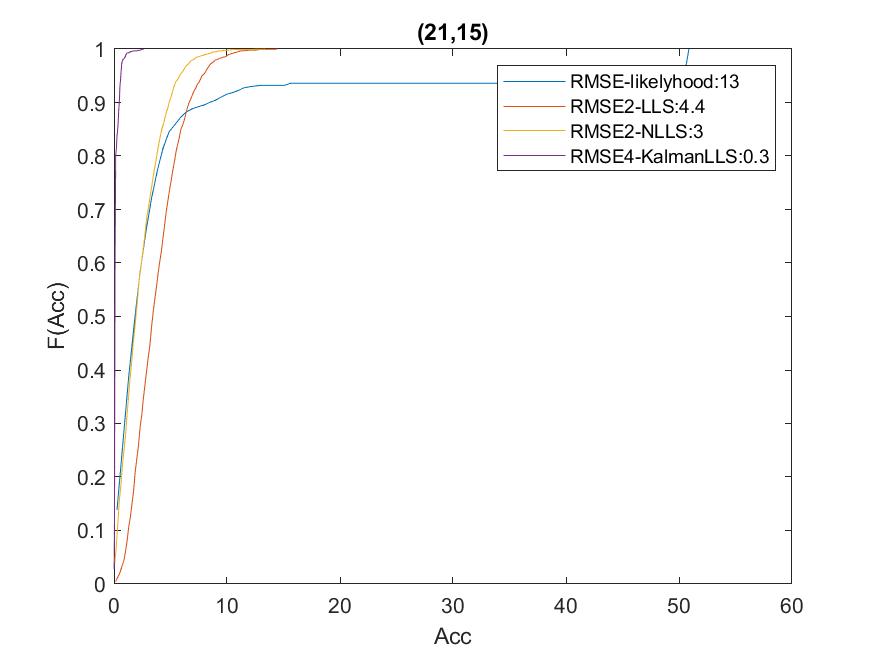 (21,15)
1
0.9
0.8
0.7
0.6
0.5
0.4
0.3
0.2
0.1
0
F(Acc)
RMSE-likelyhood:13
RMSE2-LLS:4.4
RMSE2-NLLS:3
RMSE4-KalmanLLS:0.3
0 10 20 30 40 50 60
Acc